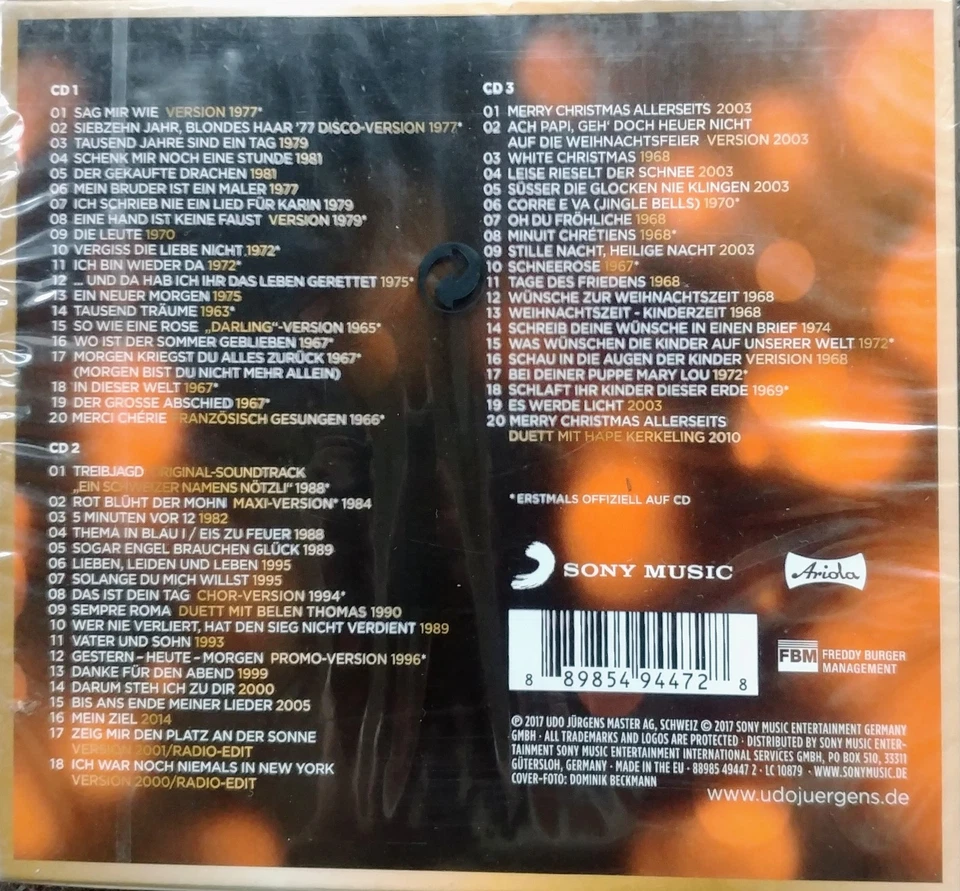 CD 1
01 SAG MIR WIE VERSION 1977*
02 SIEBZEHN JAHR, BLONDES HAAR '77 DISCO-VERSION 1977*
03 TAUSEND JAHRE SIND EIN TAG 1979
04 SCHENK MIR NOCH EINE STUNDE 1981
05 DER GEKAUFTE DRACHEN 1981
06 MEIN BRUDER IST EIN MALER 1977
07 ICH SCHRIEB NIE EIN LIED FÜR KARIN 1979
08 EINE HAND IST KEINE FAUST VERSION 1979*
09 DIE LEUTE 1970
10 VERGISS DIE LIEBE NICHT 1972*
11 ICH BIN WIEDER DA 1972*
12 ... UND DA HAB ICH IHR DAS LEBEN GERETTET 1975*
13 EIN NEUER MORGEN 1975
14 TAUSEND TRÄUME 1963*
15 SO WIE EINE ROSE „DARLING"-VERSION 1965*
16 WO IST DER SOMMER GEBLIEBEN 1967*
17 MORGEN KRIEGST DU ALLES ZURÜCK 1967*
(MORGEN BIST DU NICHT MEHR ALLEIN)
18 IN DIESER WELT 1967*
19 DER GROSSE ABSCHIED 1967*
20 MERCI CHÉRIE RANZÖSISCH GESUNGEN 1966*
CD 2
01 TREIBJAGD RIGINAL-SOUNDTRACK
„EIN SCHWEIZER NAMENS NÖTZLI" 1988*
02 ROT BLÜHT DER MOHN MAXI-VERSION* 1984
03 5 MINUTEN VOR 12 1982
04 THEMA IN BLAU I / EIS ZU FEUER 1988
05 SOGAR ENGEL BRAUCHEN GLÜCK 1989
06 LIEBEN, LEIDEN UND LEBEN 1995
07 SOLANGE DU MICH WILLST 1995
08 DAS IST DEIN TAG CHOR-VERSION 1994*
09 SEMPRE ROMA DUETT MIT BELEN THOMAS 1990
10 WER NIE VERLIERT, HAT DEN SIEG NICHT VERDIENT 1989
11 VATER UND SOHN 1993
12 GESTERN – HEUTE – MORGEN PROMO-VERSION 1996*
13 DANKE FÜR DEN ABEND 1999
14 DARUM STEH ICH ZU DIR 2000
15 BIS ANS ENDE MEINER LIEDER 2005
16 MEIN ZIEL 2014
17 ZEIG MIR DEN PLATZ AN DER SONNE
VERSION 2001/RADIO-EDIT
18 ICH WAR NOCH NIEMALS IN NEW YORK
VERSION 2000/RADIO-EDIT
CD 3
01 MERRY CHRISTMAS ALLERSEITS 2003
02 ACH PAPI, GEH' DOCH HEUER NICHT
AUF DIE WEIHNACHTSFEIER VERSION 2003
03 WHITE CHRISTMAS 1968
04 LEISE RIESELT DER SCHNEE 2003
05 SÜSSER DIE GLOCKEN NIE KLINGEN 2003
06 CORRE E VA (JINGLE BELLS) 1970*
07 OH DU FRÖHLICHE 1968
08 MINUIT CHRÉTIENS 1968*
09 STILLE NACHT, HEILIGE NACHT 2003
10 SCHNEEROSE 1967*
11 TAGE DES FRIEDENS 1968
12 WÜNSCHE ZUR WEIHNACHTSZEIT 1968
13 WEIHNACHTSZEIT - KINDERZEIT 1968
14 SCHREIB DEINE WÜNSCHE IN EINEN BRIEF 1974
15 WAS WÜNSCHEN DIE KINDER AUF UNSERER WELT 1972*
16 SCHAU IN DIE AUGEN DER KINDER VERISION 1968
17 BEI DEINER PUPPE MARY LOU 1972*
18 SCHLAFT IHR KINDER DIESER ERDE 1969*
19 ES WERDE LICHT 2003
20 MERRY CHRISTMAS ALLERSEITS
DUETT MIT HAPE KERKELING 2010
*ERSTMALS OFFIZIELL AUF CD
SONY MUSIC
Ariola
8 89854 94472 8
FBM FREDDY BURGER
MANAGEMENT
℗ 2017 UDO JÜRGENS MASTER AG, SCHWEIZ © 2017 SONY MUSIC ENTERTAINMENT GERMANY
GMBH · ALL TRADEMARKS AND LOGOS ARE PROTECTED · DISTRIBUTED BY SONY MUSIC ENTER-
TAINMENT SONY MUSIC ENTERTAINMENT INTERNATIONAL SERVICES GMBH, PO BOX 510, 33311
GÜTERSLOH, GERMANY · MADE IN THE EU · 88985 49447 2 · LC 10879 · WWW.SONYMUSIC.DE
COVER-FOTO: DOMINIK BECKMANN
www.udojuergens.de